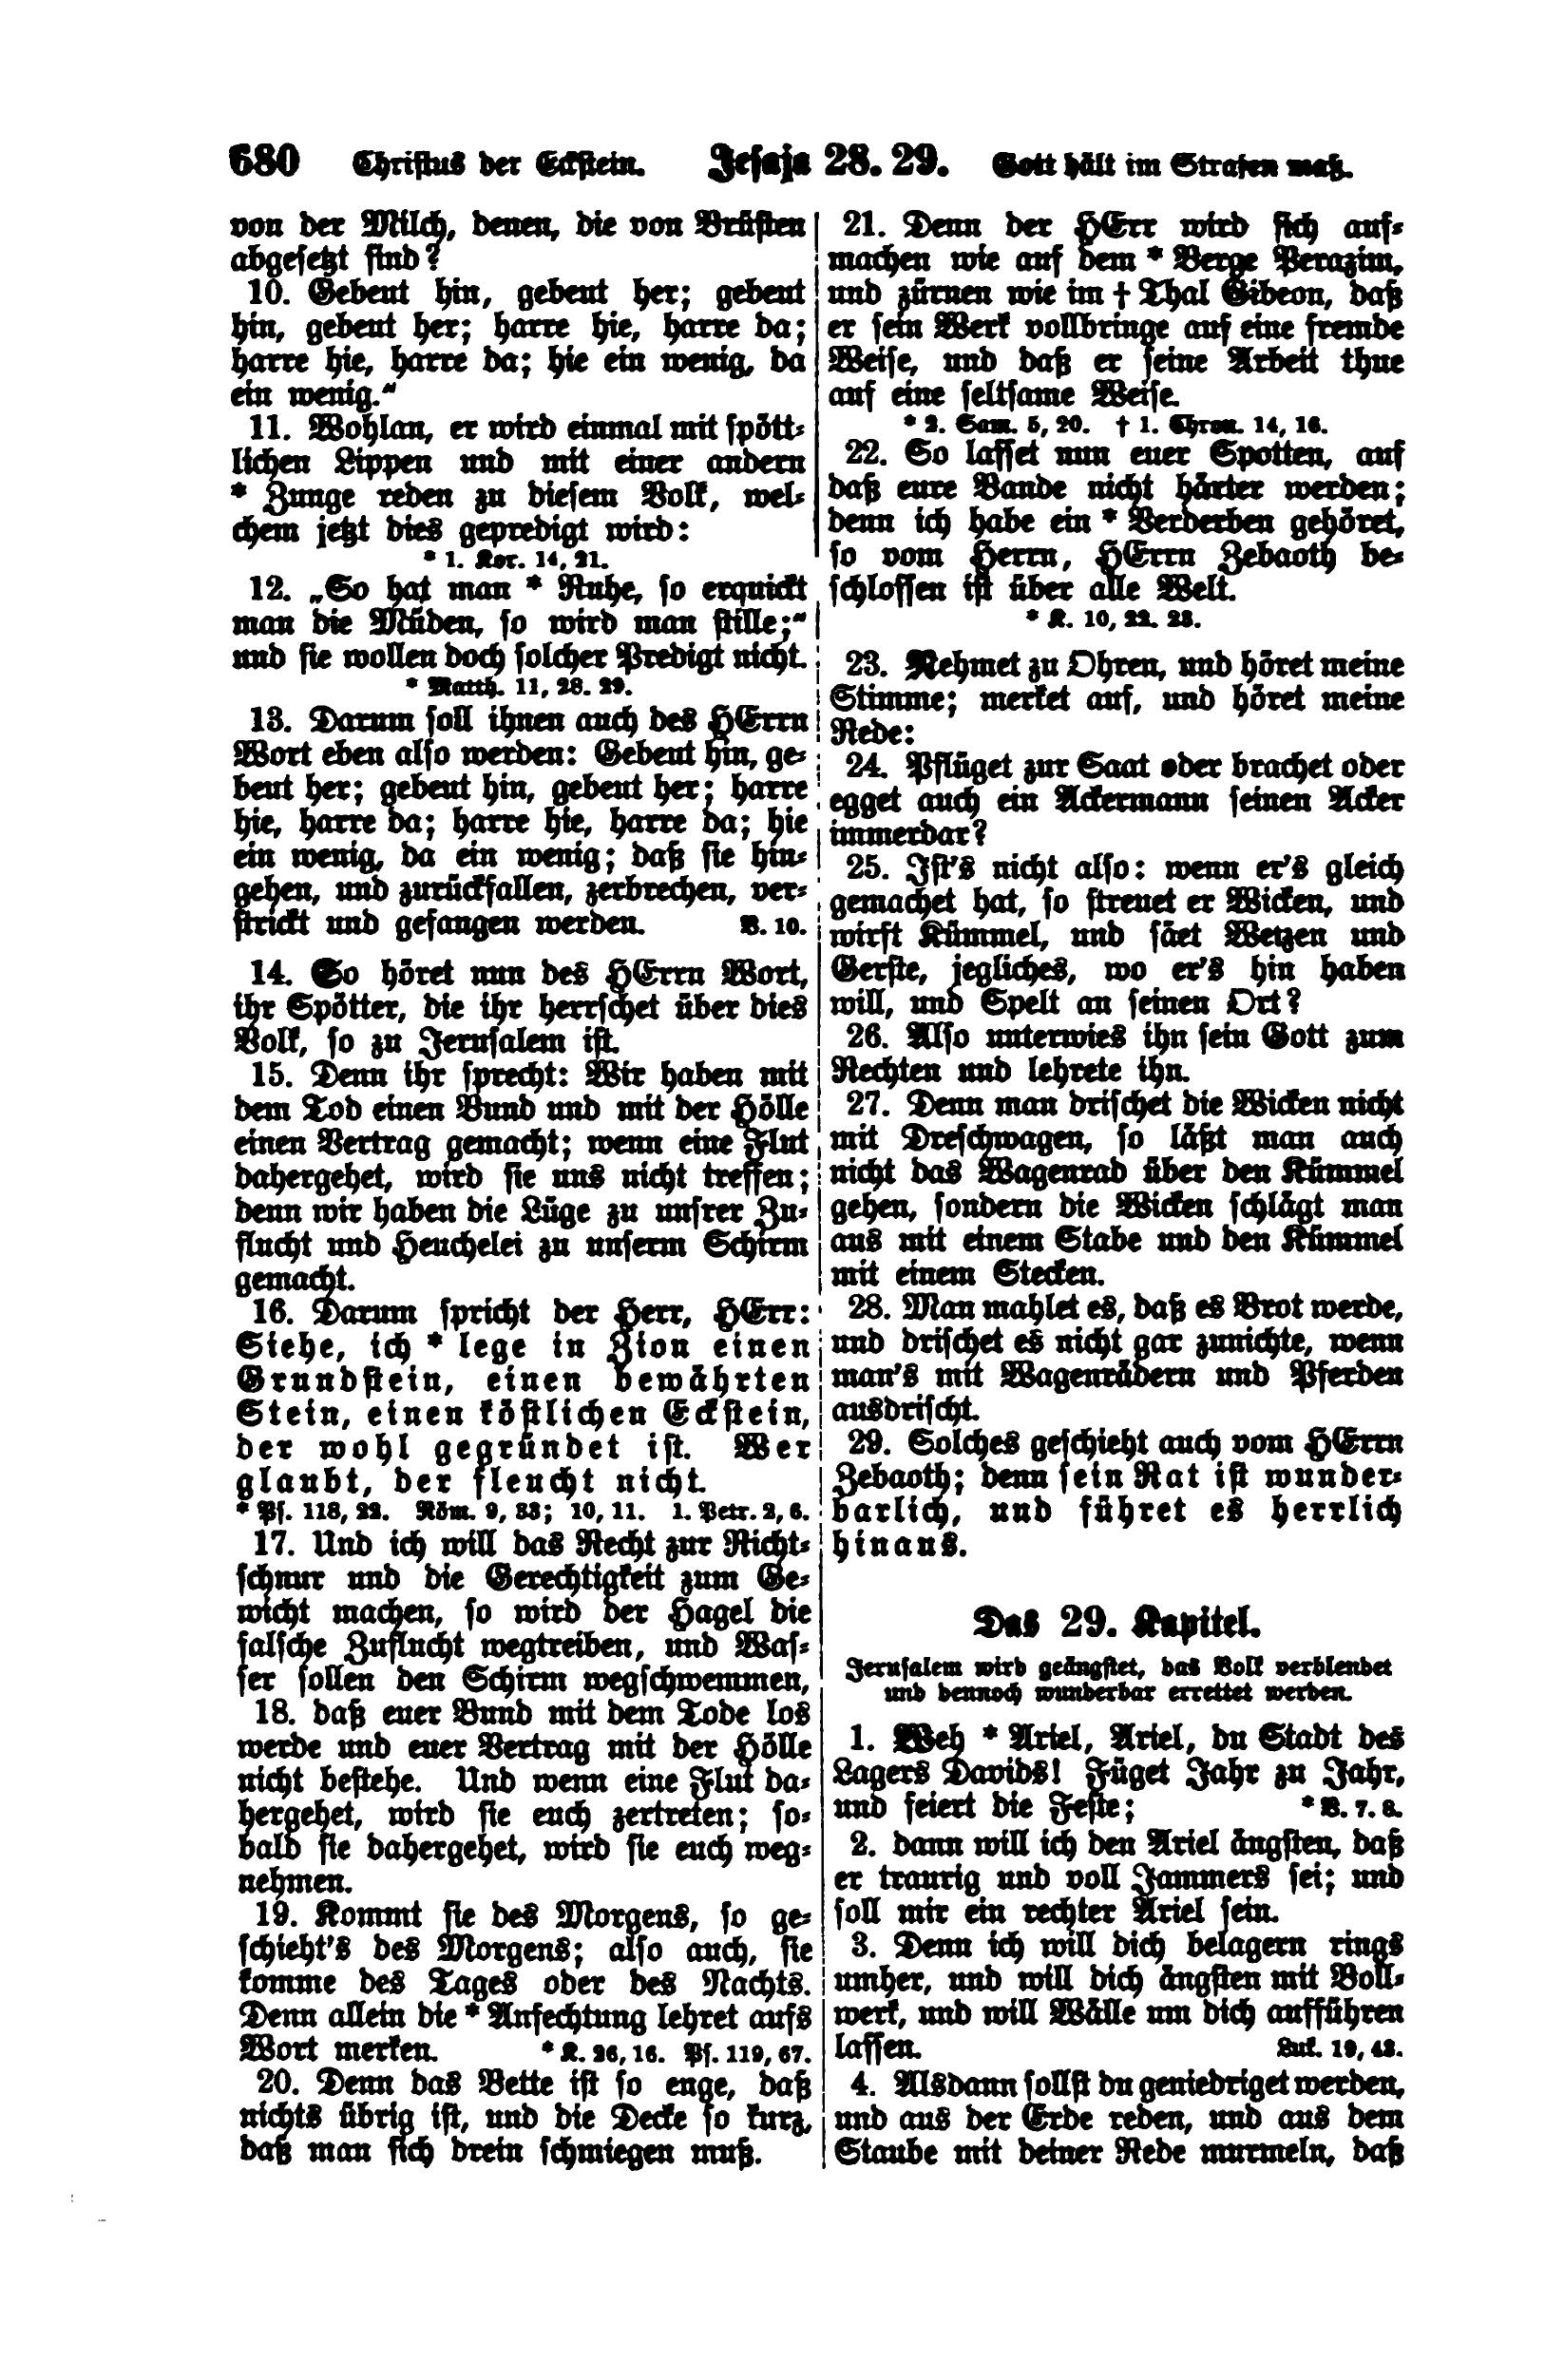 680 Christus der Eckstein. Jesaja 28. 29. Gott hält im Strafen maß.
von der Milch, denen, die von Brüsten
abgesetzt sind?
10. Gebeut hin, gebeut her; gebeut
hin, gebeut her; harre hie, harre da;
harre hie, harre da; hie ein wenig, da
ein wenig.“
11. Wohlan, er wird einmal mit spött-
lichen Lippen und mit einer andern
* Zunge reden zu diesem Volk, wel-
chem jetzt dies gepredigt wird:
* 1. Kor. 14, 21.
12. „So hat man * Ruhe, so erquickt
man die Müden, so wird man stille;“
und sie wollen doch solcher Predigt nicht.
* Matth. 11, 28. 29.
13. Darum soll ihnen auch des HErrn
Wort eben also werden: Gebeut hin, ge-
beut her; gebeut hin, gebeut her; harre
hie, harre da; harre hie, harre da; hie
ein wenig, da ein wenig; daß sie hin-
gehen, und zurückfallen, zerbrechen, ver-
strickt und gefangen werden. V. 10.
14. So höret nun des HErrn Wort,
ihr Spötter, die ihr herrschet über dies
Volk, so zu Jerusalem ist.
15. Denn ihr sprecht: Wir haben mit
dem Tod einen Bund und mit der Hölle
einen Vertrag gemacht; wenn eine Flut
dahergehet, wird sie uns nicht treffen;
denn wir haben die Lüge zu unsrer Zu-
flucht und Heuchelei zu unserm Schirm
gemacht.
16. Darum spricht der Herr, HErr:
Siehe, ich * lege in Zion einen
Grundstein, einen bewährten
Stein, einen köstlichen Eckstein,
der wohl gegründet ist. Wer
glaubt, der fleucht nicht.
* Ps. 118, 22. Röm. 9, 33; 10, 11. 1. Petr. 2, 6.
17. Und ich will das Recht zur Richt-
schnur und die Gerechtigkeit zum Ge-
wicht machen, so wird der Hagel die
falsche Zuflucht wegtreiben, und Was-
ser sollen den Schirm wegschwemmen,
18. daß euer Bund mit dem Tode los
werde und euer Vertrag mit der Hölle
nicht bestehe. Und wenn eine Flut da-
hergehet, wird sie euch zertreten; so-
bald sie dahergehet, wird sie euch weg-
nehmen.
19. Kommt sie des Morgens, so ge-
schieht's des Morgens; also auch, sie
komme des Tages oder des Nachts.
Denn allein die * Anfechtung lehret aufs
Wort merken. * K. 26, 16. Ps. 119, 67.
20. Denn das Bette ist so enge, daß
nichts übrig ist, und die Decke so kurz,
daß man sich drein schmiegen muß.
21. Denn der HErr wird sich auf-
machen wie auf dem * Berge Perazim,
und zürnen wie im † Thal Gibeon, daß
er sein Werk vollbringe auf eine fremde
Weise, und daß er seine Arbeit thue
auf eine seltsame Weise.
* 2. Sam. 5, 20. † 1. Chron. 14, 16.
22. So lasset nun euer Spotten, auf
daß eure Bande nicht härter werden;
denn ich habe ein * Verderben gehöret,
so vom Herrn, HErrn Zebaoth be-
schlossen ist über alle Welt.
* K. 10, 22. 23.
23. Nehmet zu Ohren, und höret meine
Stimme; merket auf, und höret meine
Rede:
24. Pflüget zur Saat oder brachet oder
egget auch ein Ackermann seinen Acker
immerdar?
25. Ist's nicht also: wenn er's gleich
gemachet hat, so streuet er Wicken, und
wirft Kümmel, und säet Weizen und
Gerste, jegliches, wo er's hin haben
will, und Spelt an seinen Ort?
26. Also unterwies ihn sein Gott zum
Rechten und lehrete ihn.
27. Denn man drischet die Wicken nicht
mit Dreschwagen, so läßt man auch
nicht das Wagenrad über den Kümmel
gehen, sondern die Wicken schlägt man
aus mit einem Stabe und den Kümmel
mit einem Stecken.
28. Man mahlet es, daß es Brot werde,
und drischet es nicht gar zunichte, wenn
man's mit Wagenrädern und Pferden
ausdrischt.
29. Solches geschieht auch vom HErrn
Zebaoth; denn sein Rat ist wunder-
barlich, und führet es herrlich
hinaus.
Das 29. Kapitel.
Jerusalem wird geängstet, das Volk verblendet
und dennoch wunderbar errettet werden.
1. Weh * Ariel, Ariel, du Stadt des
Lagers Davids! Füget Jahr zu Jahr,
und feiert die Feste; * V. 7. 8.
2. dann will ich den Ariel ängsten, daß
er traurig und voll Jammers sei; und
soll mir ein rechter Ariel sein.
3. Denn ich will dich belagern rings
umher, und will dich ängsten mit Boll-
werk, und will Wälle um dich aufführen
lassen. Luk. 19, 43.
4. Alsdann sollst du geniedriget werden,
und aus der Erde reden, und aus dem
Staube mit deiner Rede murmeln, daß